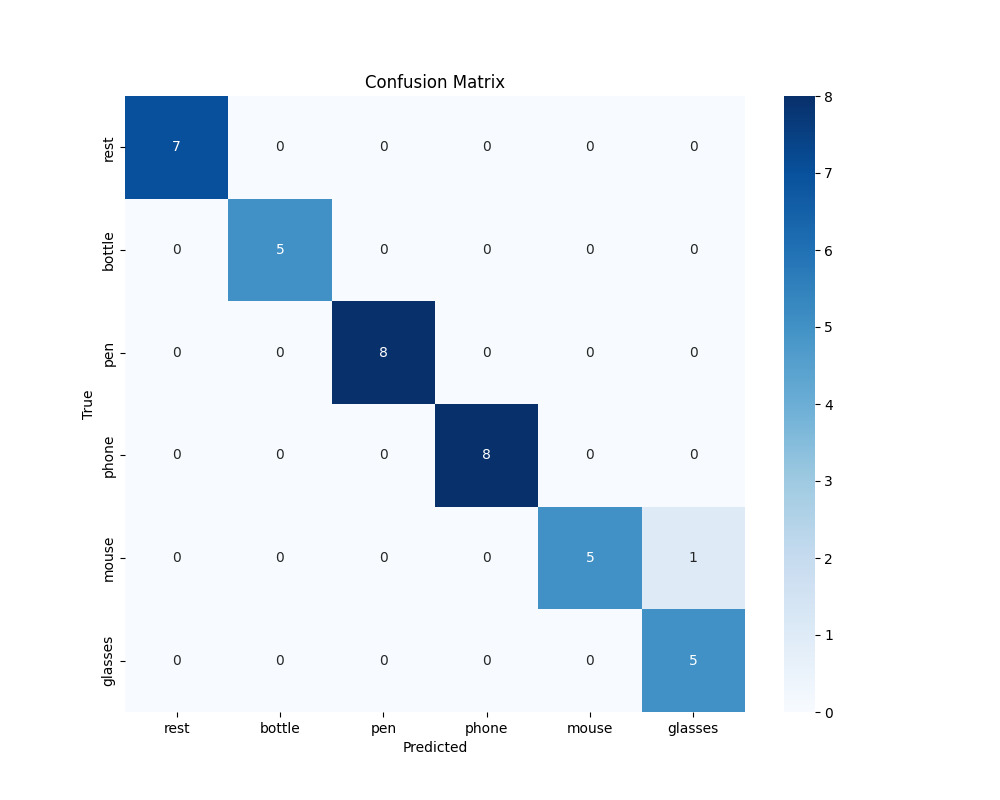 Confusion Matrix
True
rest 7 0 0 0 0 0
bottle 0 5 0 0 0 0
pen 0 0 8 0 0 0
phone 0 0 0 8 0 0
mouse 0 0 0 0 5 1
glasses 0 0 0 0 0 5
rest bottle pen phone mouse glasses
Predicted
8
7
6
5
4
3
2
1
0